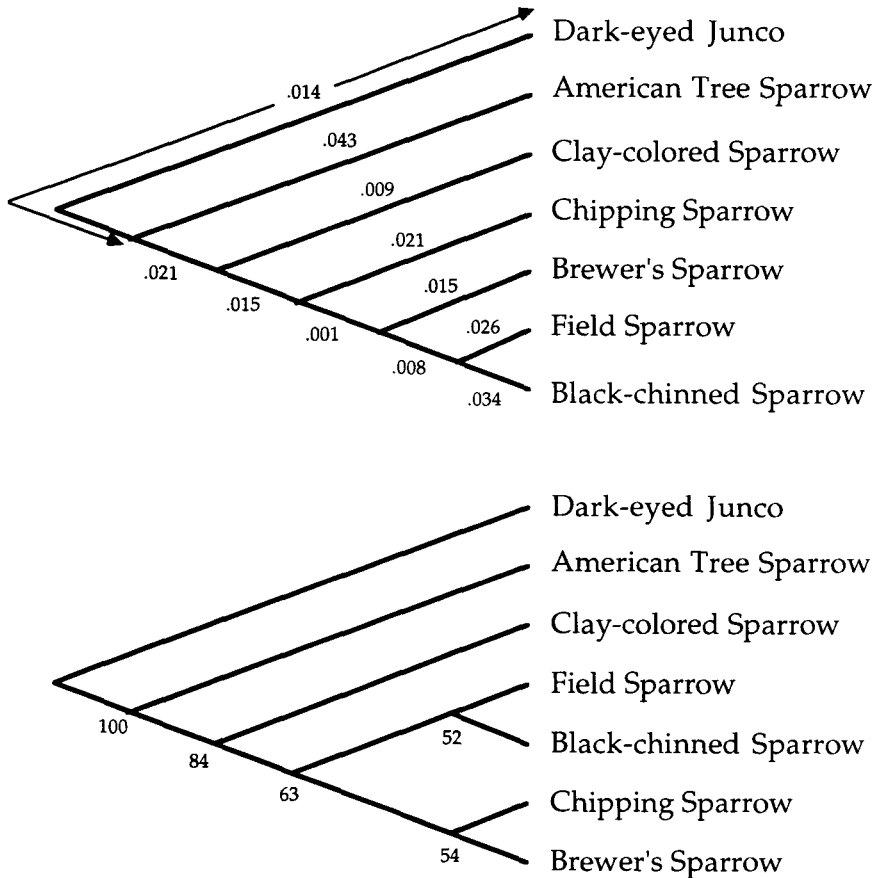 Dark-eyed Junco
.014
American Tree Sparrow
.043
Clay-colored Sparrow
.009
Chipping Sparrow
.021
.021
Brewer's Sparrow
.015
.015
Field Sparrow
.026
.001
.008
Black-chinned Sparrow
.034
Dark-eyed Junco
American Tree Sparrow
Clay-colored Sparrow
Field Sparrow
100
52
Black-chinned Sparrow
84
63
Chipping Sparrow
54
Brewer's Sparrow